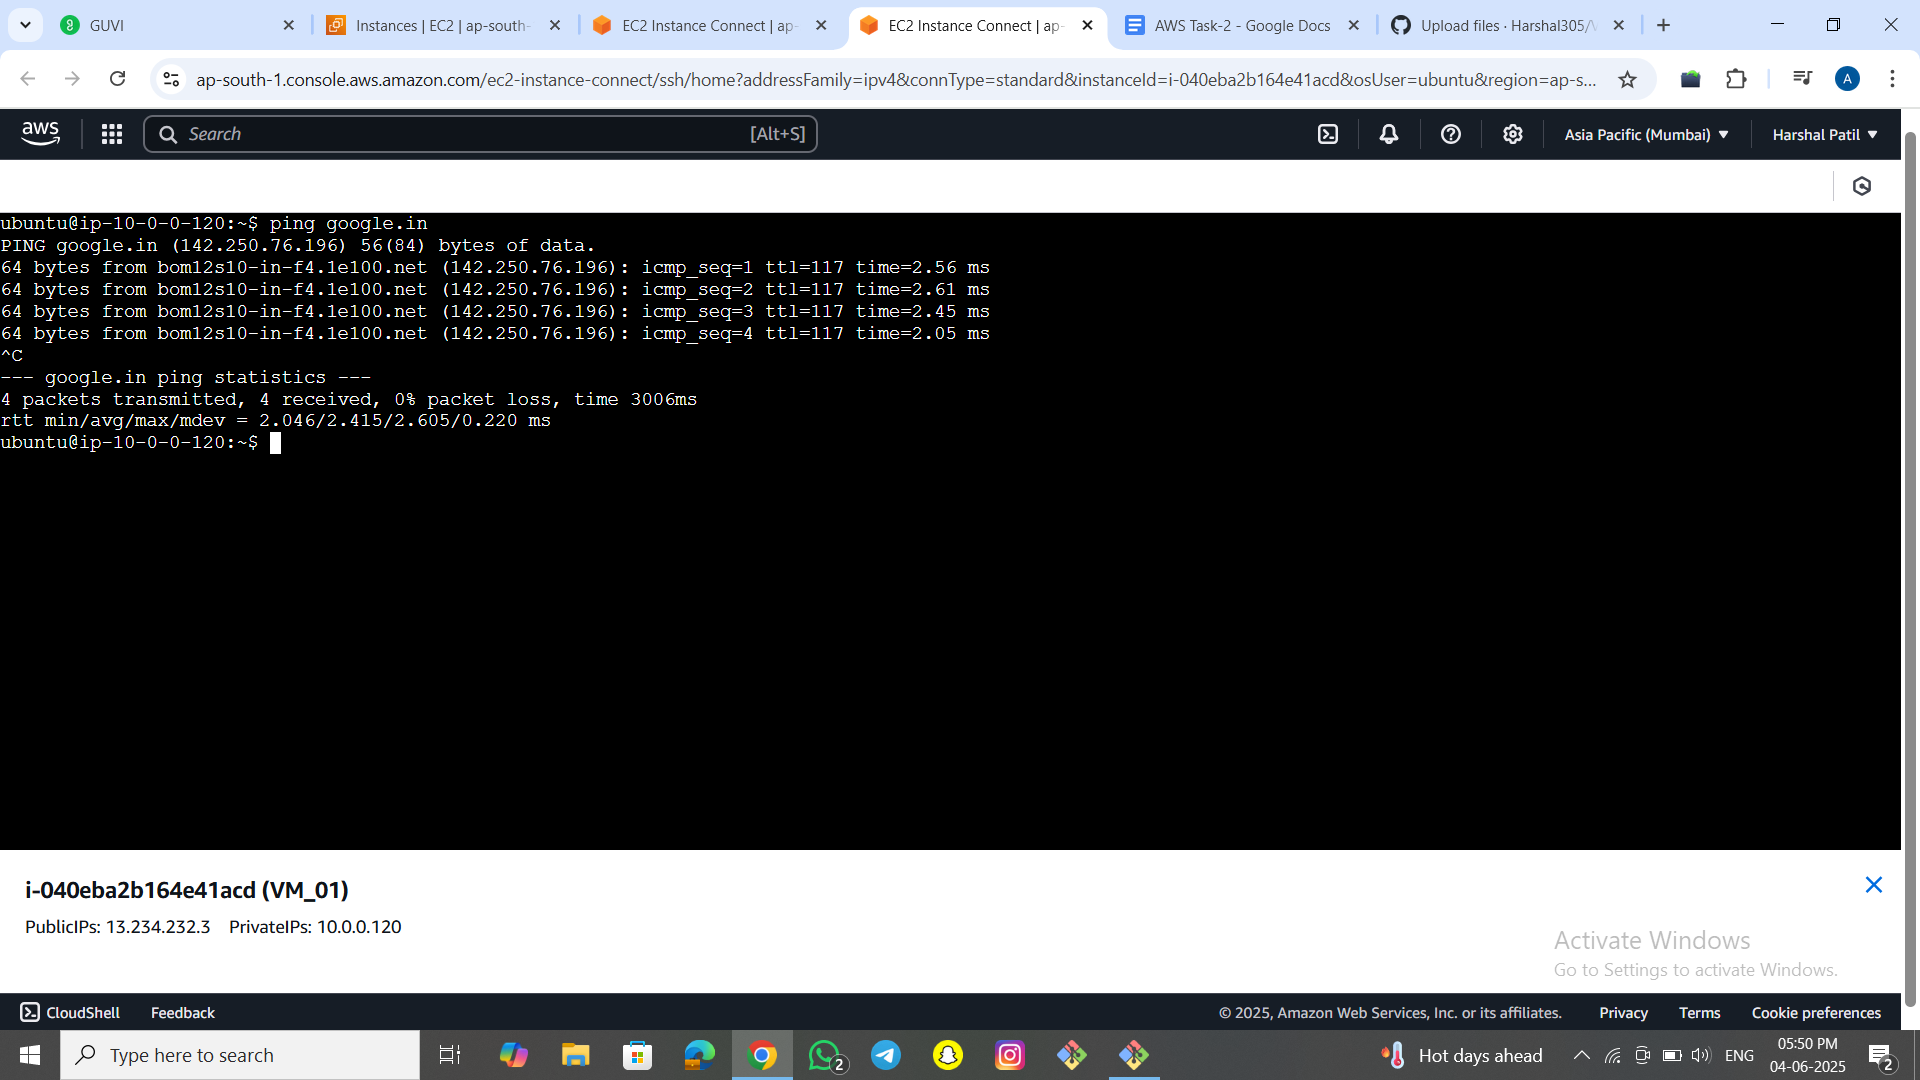 GUVI
Instances | EC2 | ap-south-
EC2 Instance Connect | ap-
EC2 Instance Connect | ap-
AWS Task-2 - Google Docs
Upload files · Harshal305/V
ap-south-1.console.aws.amazon.com/ec2-instance-connect/ssh/home?addressFamily=ipv4&connType=standard&instanceId=i-040eba2b164e41acd&osUser=ubuntu&region=ap-s...
A
aws
Search
[Alt+S]
Asia Pacific (Mumbai)
Harshal Patil
ubuntu@ip-10-0-0-120:~$ ping google.in
PING google.in (142.250.76.196) 56(84) bytes of data.
64 bytes from bom12s10-in-f4.1e100.net (142.250.76.196): icmp_seq=1 ttl=117 time=2.56 ms
64 bytes from bom12s10-in-f4.1e100.net (142.250.76.196): icmp_seq=2 ttl=117 time=2.61 ms
64 bytes from bom12s10-in-f4.1e100.net (142.250.76.196): icmp_seq=3 ttl=117 time=2.45 ms
64 bytes from bom12s10-in-f4.1e100.net (142.250.76.196): icmp_seq=4 ttl=117 time=2.05 ms
^C
--- google.in ping statistics ---
4 packets transmitted, 4 received, 0% packet loss, time 3006ms
rtt min/avg/max/mdev = 2.046/2.415/2.605/0.220 ms
ubuntu@ip-10-0-0-120:~$
i-040eba2b164e41acd (VM_01)
PublicIPs: 13.234.232.3 PrivateIPs: 10.0.0.120
Activate Windows
Go to Settings to activate Windows.
CloudShell
Feedback
© 2025, Amazon Web Services, Inc. or its affiliates.
Privacy
Terms
Cookie preferences
Type here to search
2
Hot days ahead
ENG
05:50 PM
04-06-2025
2